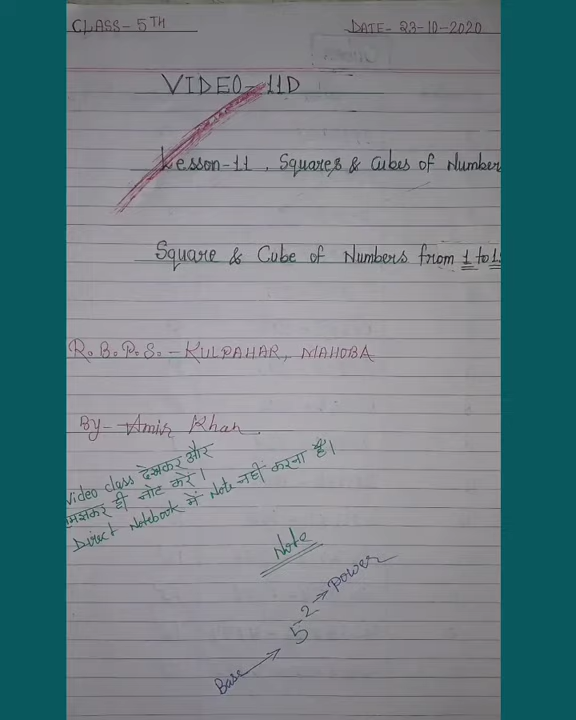 CLASS- 5TH DATE- 23-10-2020
VIDEO- 11D
Lesson-11 . Squares & Cubes of Number
Square & Cube of Numbers from 1 to
R.B.P.S.- KULPAHAR, MAHOBA
By- Amir Khan
Video class देखकर और
समझकर ही नोट करें।
Direct Notebook में Note नहीं करना है।
Note
5² → Power
Base →